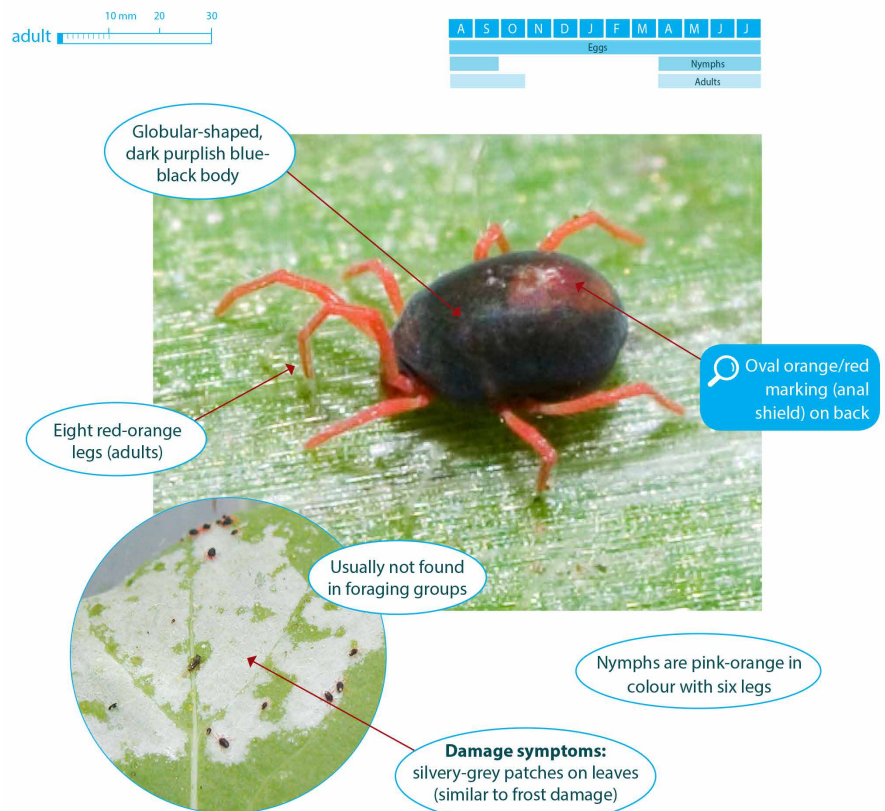 10 mm 20 30
adult
A S O N D J F M A M J J
Eggs
Nymphs
Adults
Globular-shaped,
dark purplish blue-
black body
Oval orange/red
marking (anal
shield) on back
Eight red-orange
legs (adults)
Usually not found
in foraging groups
Nymphs are pink-orange in
colour with six legs
Damage symptoms:
silvery-grey patches on leaves
(similar to frost damage)